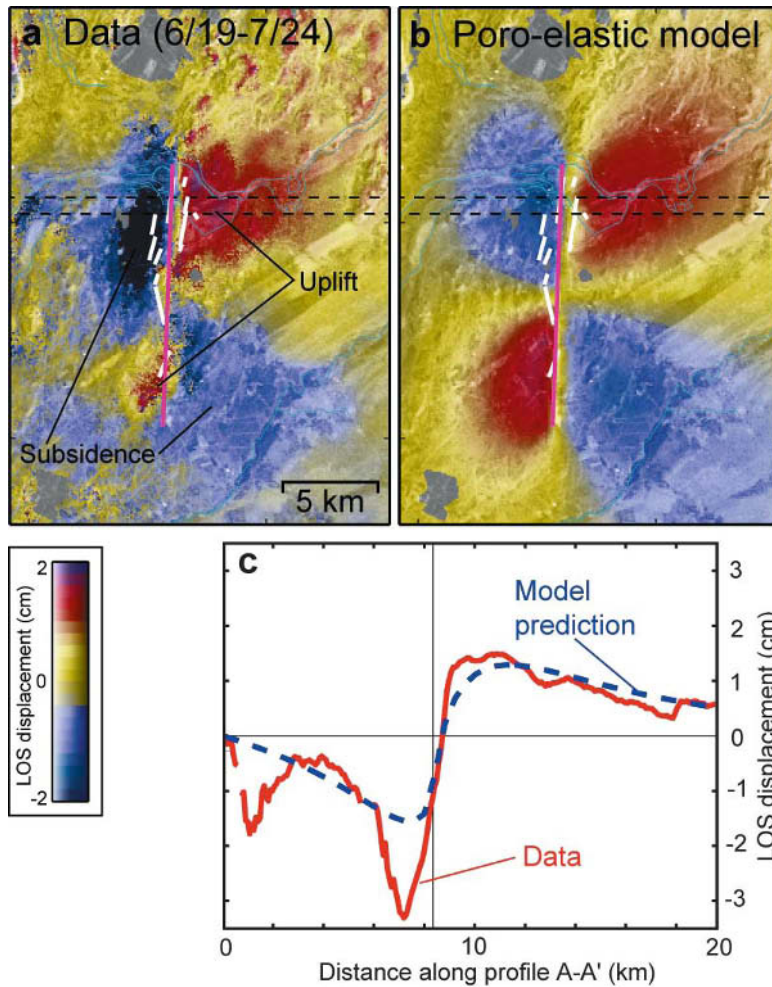 a Data (6/19-7/24)
b Poro-elastic model
Uplift
Subsidence
5 km
2
0
-2
LOS displacement (cm)
c
Model
prediction
Data
3
2
1
0
-1
-2
-3
LOS displacement (cm)
0
10
20
Distance along profile A-A' (km)